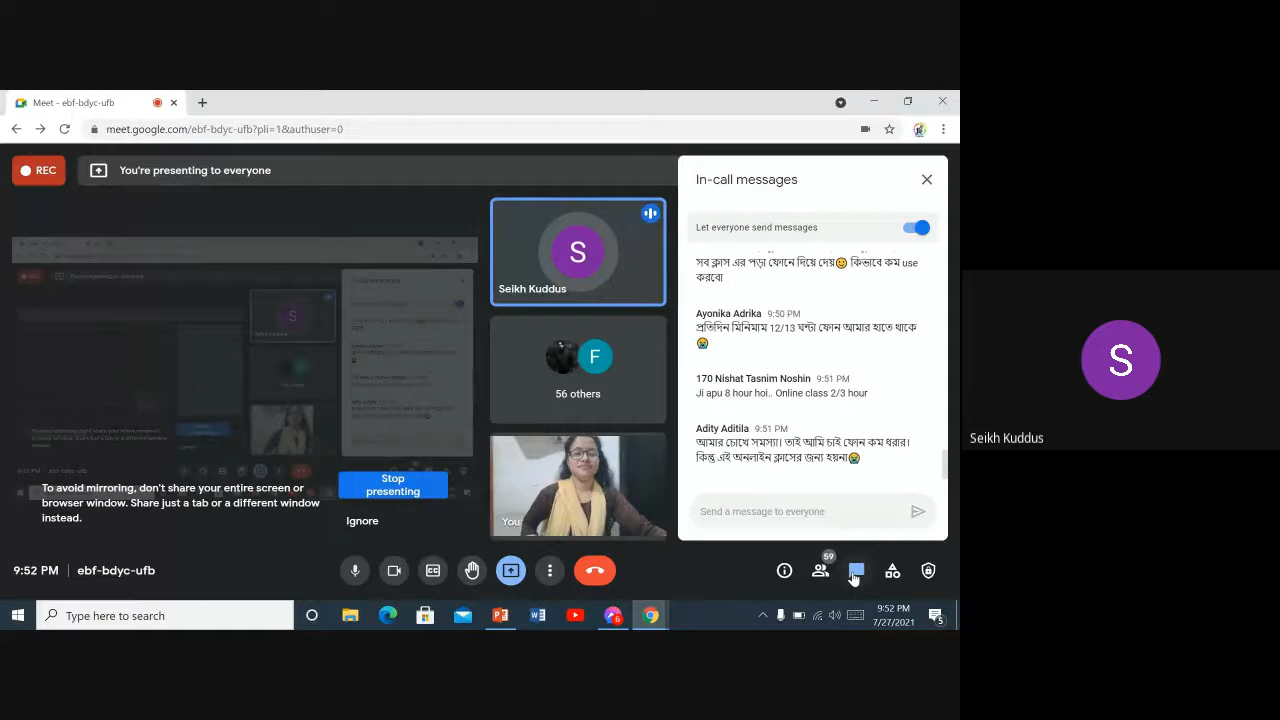 Meet - ebf-bdyc-ufb
meet.google.com/ebf-bdyc-ufb?pli=1&authuser=0
REC
You're presenting to everyone
In-call messages
Let everyone send messages
সব ক্লাস এর পড়া ফোনে দিয়ে দেয়😊 কিভাবে কম use
করবো
Ayonika Adrika 9:50 PM
প্রতিদিন মিনিমাম 12/13 ঘন্টা ফোন আমার হাতে থাকে
😭
170 Nishat Tasnim Noshin 9:51 PM
Ji apu 8 hour hoi.. Online class 2/3 hour
Adity Aditila 9:51 PM
আমার চোখে সমস্যা। তাই আমি চাই ফোন কম ধরার।
কিন্তু এই অনলাইন ক্লাসের জন্য হয়না😭
Send a message to everyone
S
Seikh Kuddus
F
56 others
You
To avoid mirroring, don't share your entire screen or
browser window. Share just a tab or a different window
instead.
Stop
presenting
Ignore
9:52 PM | ebf-bdyc-ufb
59
Type here to search
6
9:52 PM
7/27/2021
5
S
Seikh Kuddus